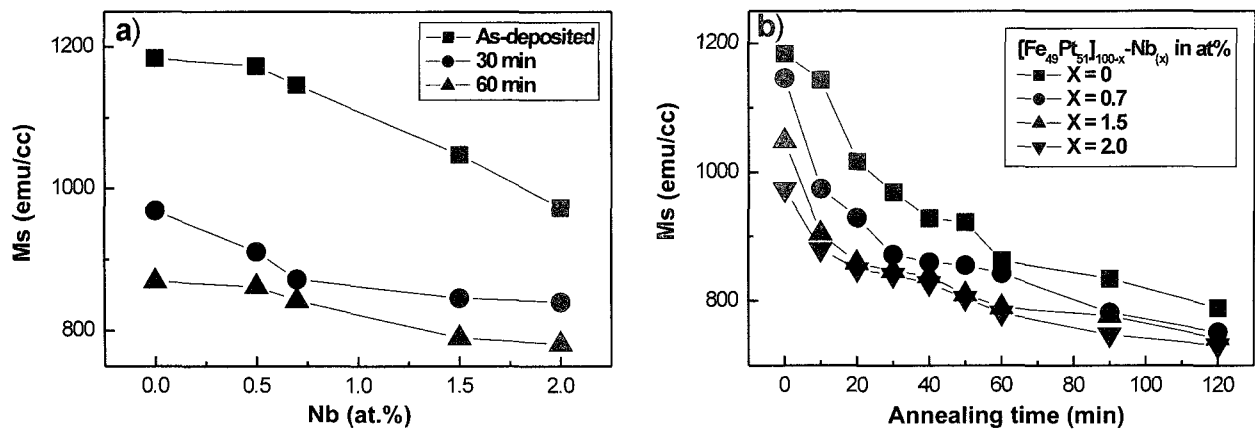 a)
As-deposited
30 min
60 min
1200
1000
800
Ms (emu/cc)
0.0 0.5 1.0 1.5 2.0
Nb (at.%)
b)
[Fe49Pt51]100-x-Nb(x) in at%
X = 0
X = 0.7
X = 1.5
X = 2.0
1200
1000
800
Ms (emu/cc)
0 20 40 60 80 100 120
Annealing time (min)